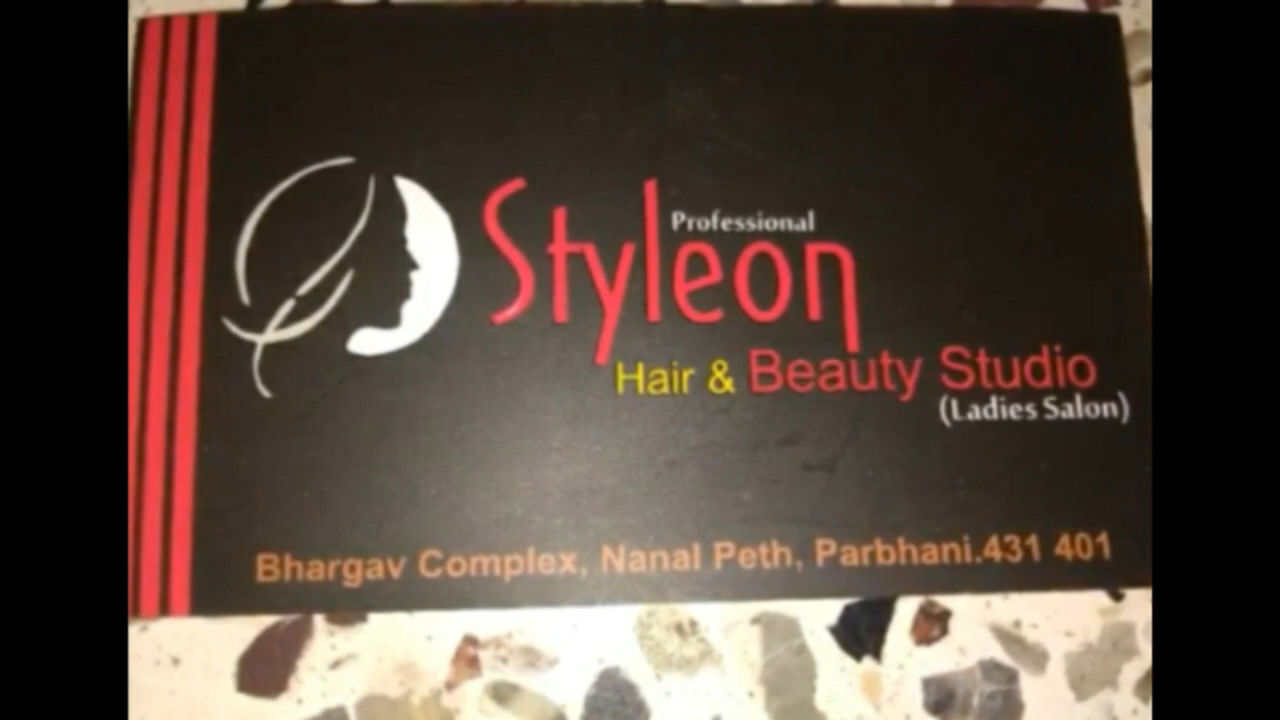 Professional
Styleon
Hair & Beauty Studio
(Ladies Salon)
Bhargav Complex, Nanal Peth, Parbhani.431 401